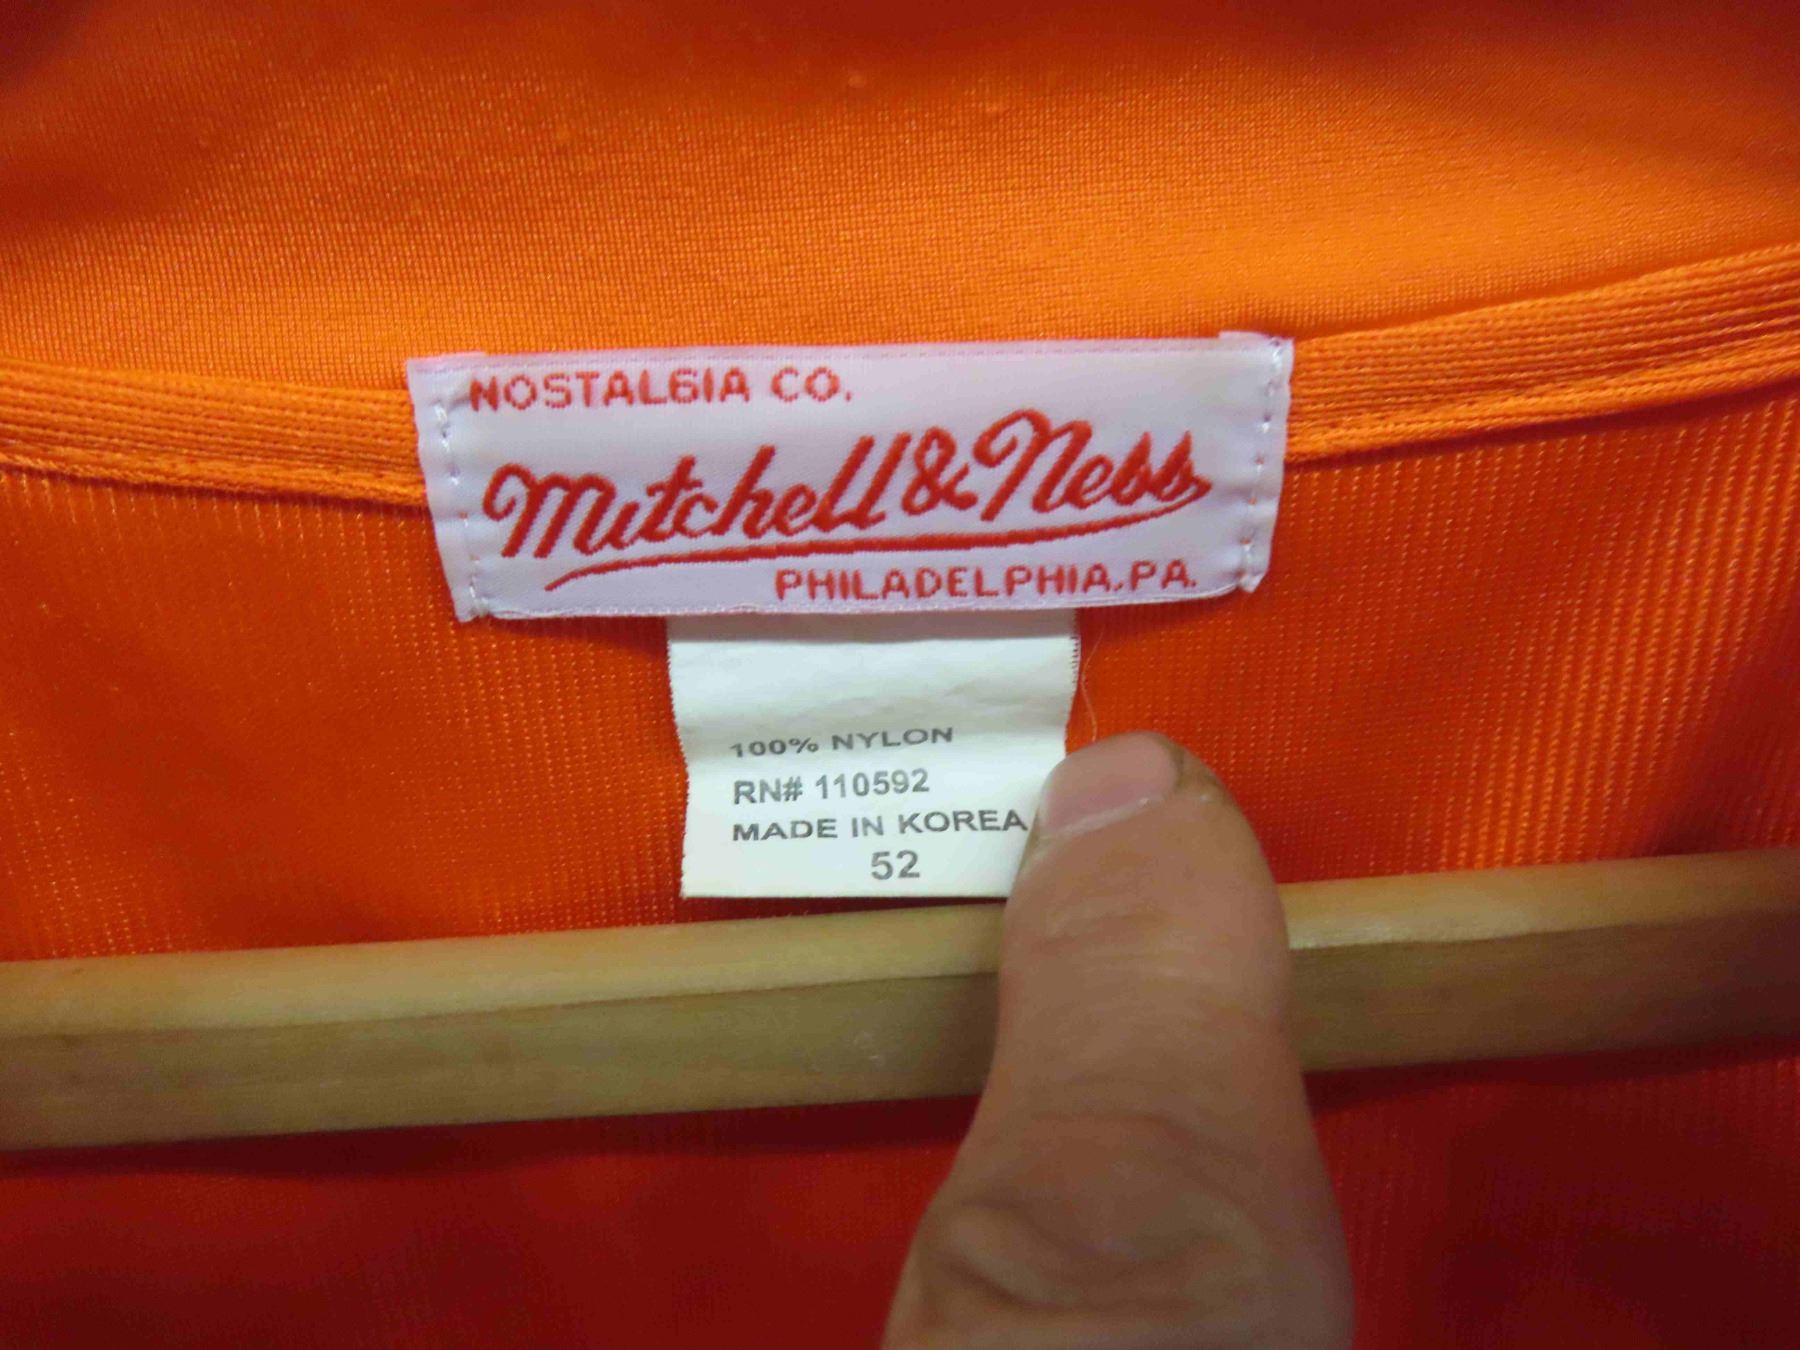 NOSTALGIA CO.
Mitchell & Ness
PHILADELPHIA, PA.
100% NYLON
RN# 110592
MADE IN KOREA
52